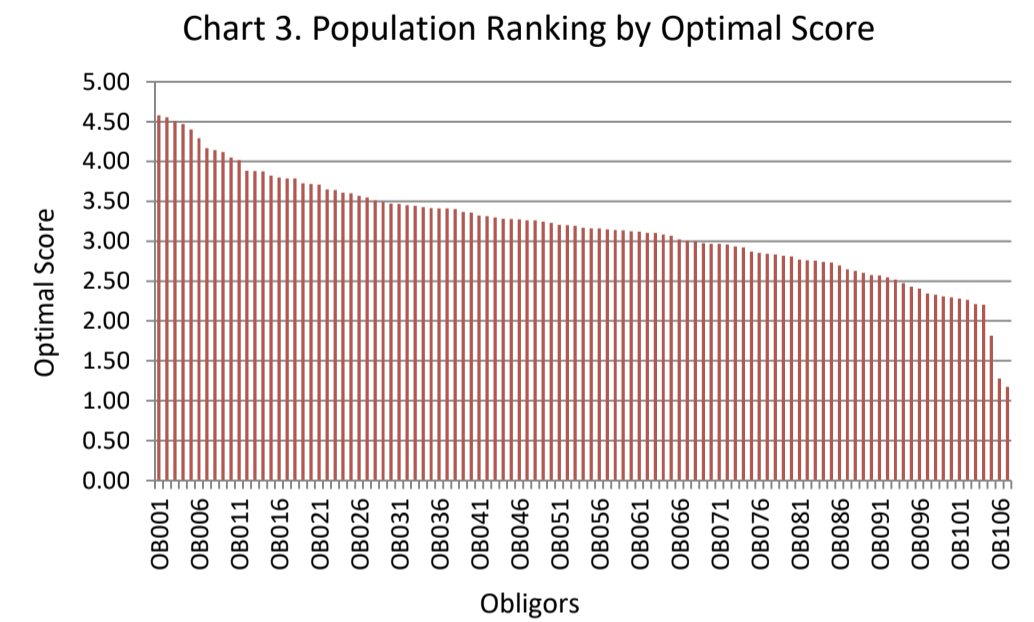 Chart 3. Population Ranking by Optimal Score
5.00
4.50
4.00
3.50
3.00
2.50
2.00
1.50
1.00
0.50
0.00
Optimal Score
OB001
OB006
OB011
OB016
OB021
OB026
OB031
OB036
OB041
OB046
OB051
OB056
OB061
OB066
OB071
OB076
OB081
OB086
OB091
OB096
OB101
OB106
Obligors